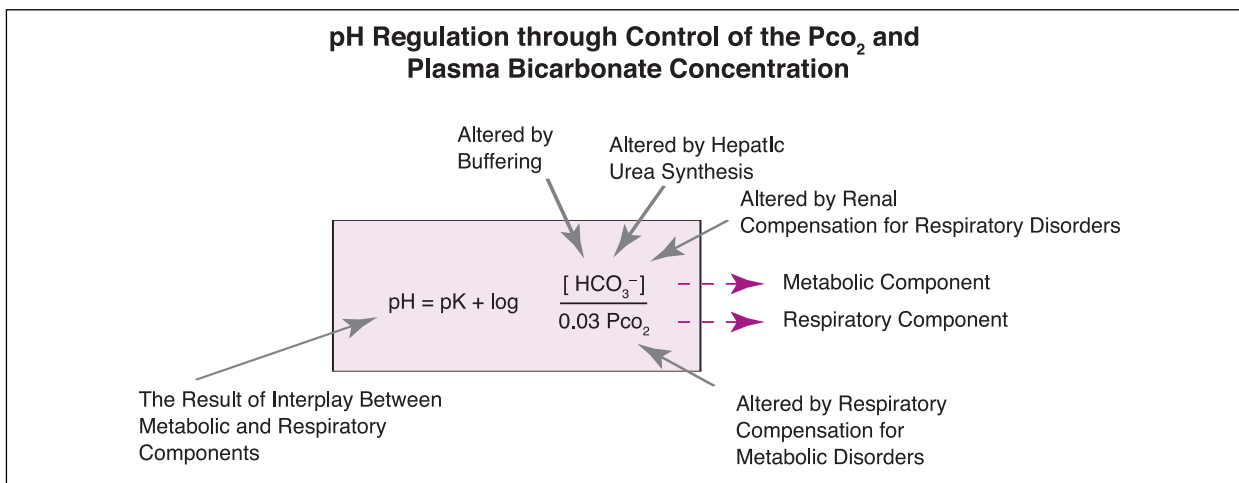 pH Regulation through Control of the Pco₂ and
Plasma Bicarbonate Concentration
Altered by
Buffering
Altered by Hepatic
Urea Synthesis
Altered by Renal
Compensation for Respiratory Disorders
pH = pK + log
[ HCO₃⁻]
0.03 Pco₂
Metabolic Component
Respiratory Component
The Result of Interplay Between
Metabolic and Respiratory
Components
Altered by Respiratory
Compensation for
Metabolic Disorders